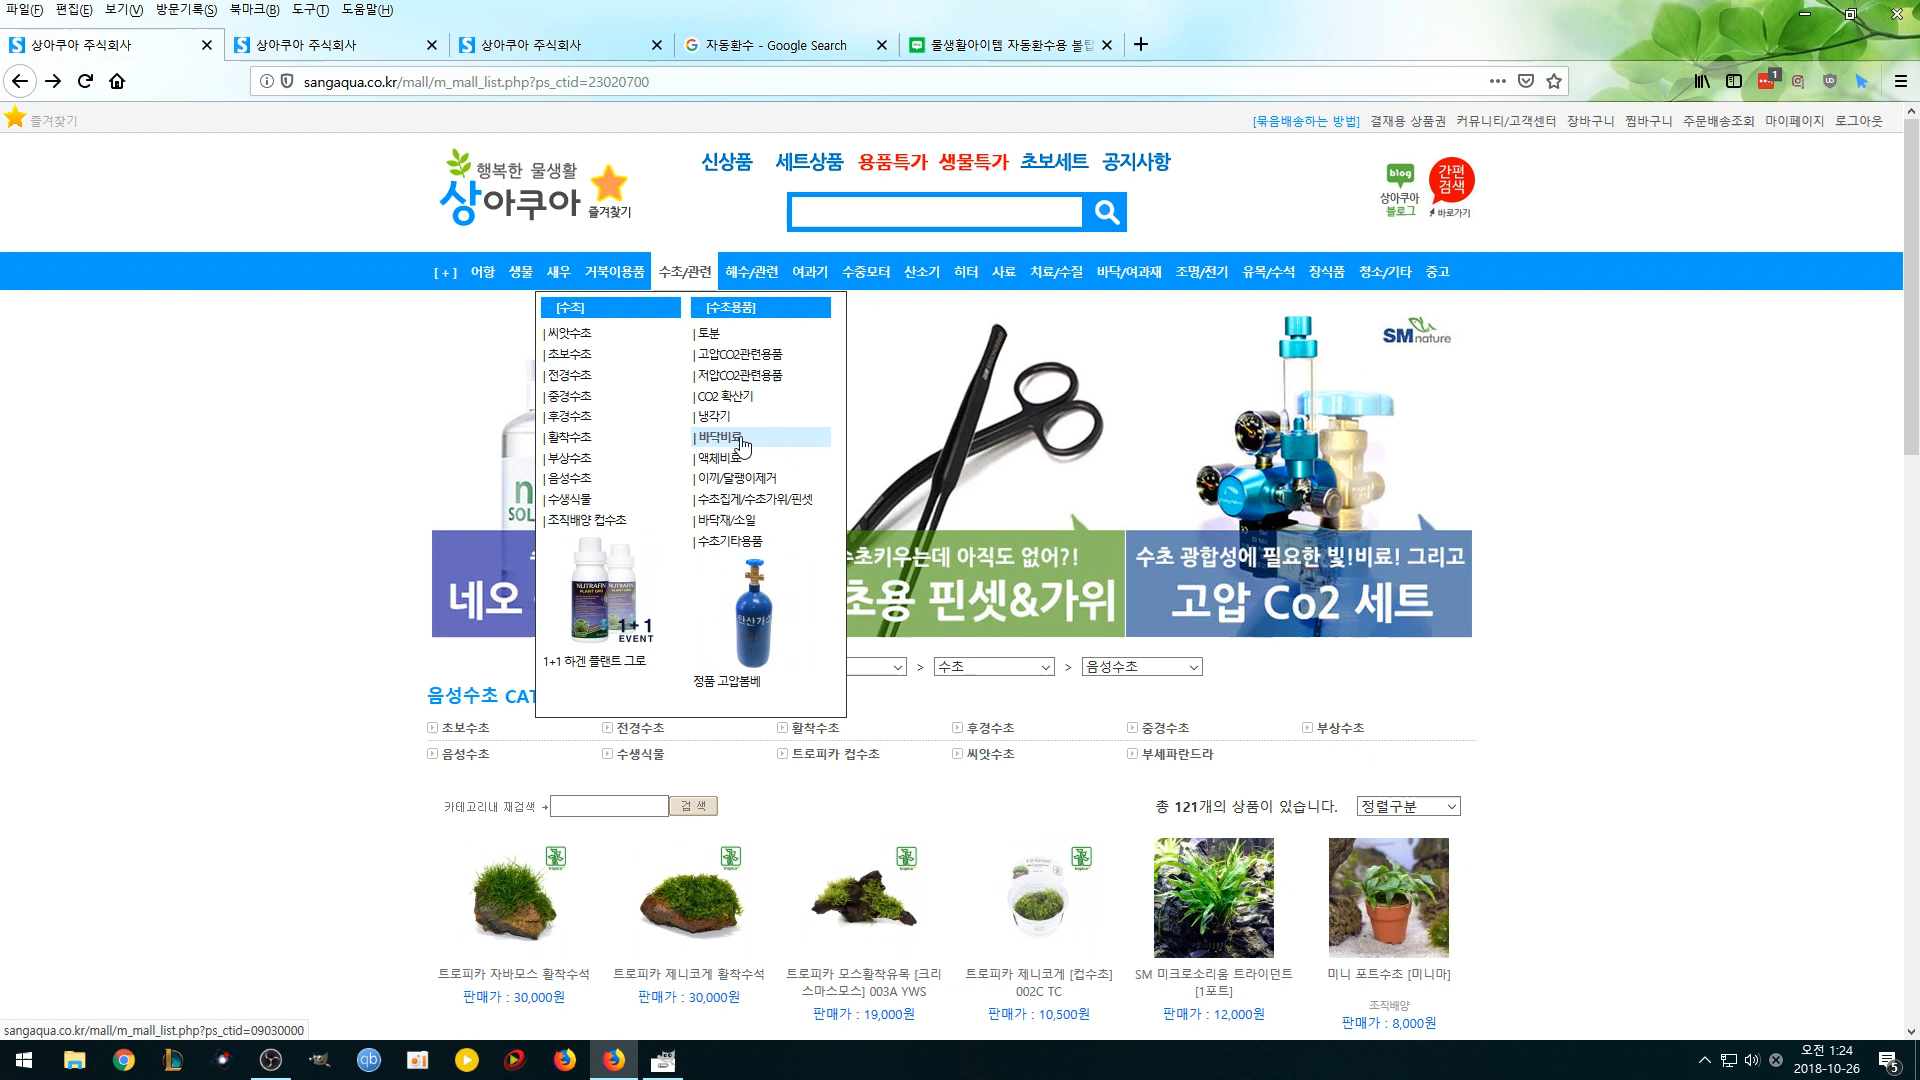 파일(F) 편집(E) 보기(V) 방문기록(S) 북마크(B) 도구(T) 도움말(H)
상아쿠아 주식회사 상아쿠아 주식회사 상아쿠아 주식회사 자동환수 - Google Search 물생활아이템 자동환수용 볼탑
sangaqua.co.kr/mall/m_mall_list.php?ps_ctid=23020700
1
즐겨찾기
[묶음배송하는 방법] 결재용 상품권 커뮤니티/고객센터 장바구니 찜바구니 주문배송조회 마이페이지 로그아웃
행복한 물생활
상아쿠아
즐겨찾기
신상품 세트상품 용품특가 생물특가 초보세트 공지사항
blog
상아쿠아
블로그
간편
검색
바로가기
[ + ] 어항 생물 새우 거북이용품 수초/관련 해수/관련 여과기 수중모터 산소기 히터 사료 치료/수질 바닥/여과재 조명/전기 유목/수석 장식품 청소/기타 중고
[수초] [수초용품]
| 씨앗수초
| 초보수초
| 전경수초
| 중경수초
| 후경수초
| 활착수초
| 부상수초
| 음성수초
| 수생식물
| 조직배양 컵수초
| 토분
| 고압CO2관련용품
| 저압CO2관련용품
| CO2 확산기
| 냉각기
| 바닥비료
| 액체비료
| 이끼/달팽이제거
| 수초집게/수초가위/핀셋
| 바닥재/소일
| 수초기타용품
NUTRAFIN
PLANT GRO
1+1
EVENT
1+1 하겐 플랜트 그로
탄산가스
정품 고압봄베
n
SOL
네오
초키우는데 아직도 없어?!
초용 핀셋&가위
SM nature
수초 광합성에 필요한 빛!비료! 그리고
고압 Co2 세트
> 수초 > 음성수초
음성수초 CAT
초보수초 전경수초 활착수초 후경수초 중경수초 부상수초
음성수초 수생식물 트로피카 컵수초 씨앗수초 부세파란드라
카테고리내 재검색 검 색
총 121개의 상품이 있습니다. 정렬구분
트로피카 자바모스 활착수석
판매가 : 30,000원
트로피카 제니코게 활착수석
판매가 : 30,000원
트로피카 모스활착유목 [크리
스마스모스] 003A YWS
판매가 : 19,000원
트로피카 제니코게 [컵수초]
002C TC
판매가 : 10,500원
SM 미크로소리움 트라이던트
[1포트]
판매가 : 12,000원
미니 포트수초 [미니마]
조직배양
판매가 : 8,000원
sangaqua.co.kr/mall/m_mall_list.php?ps_ctid=09030000
오전 1:24
2018-10-26
5